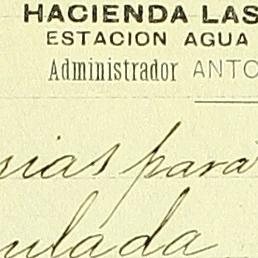 HACIENDA LAS
ESTACION AGUA
Administrador ANTO
sias para
ulada